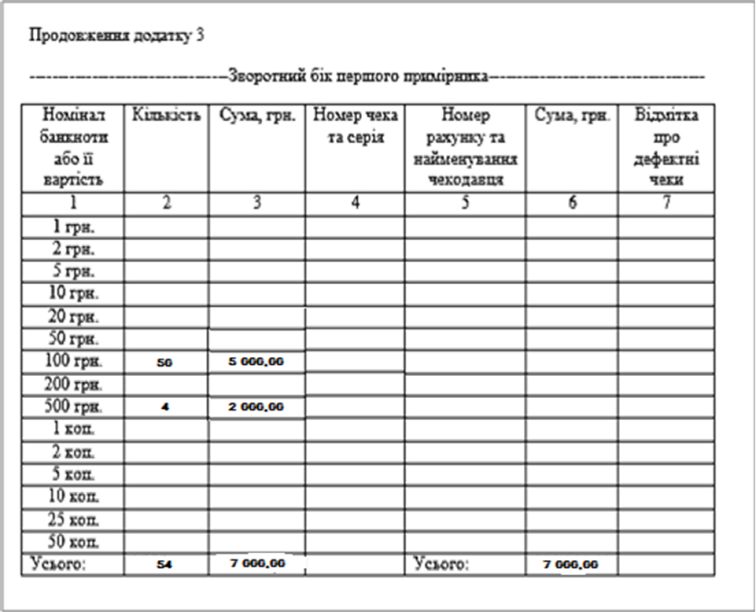 Продовження додатку 3
-----------------------------------Зворотний бік першого примірника--------------------------------------
Номінал банкноти або її вартість Кількість Сума, грн. Номер чека та серія Номер рахунку та найменування чекодавця Сума, грн. Відмітка про дефектні чеки
1 2 3 4 5 6 7
1 грн.
2 грн.
5 грн.
10 грн.
20 грн.
50 грн.
100 грн. 50 5 000,00
200 грн.
500 грн. 4 2 000,00
1 коп.
2 коп.
5 коп.
10 коп.
25 коп.
50 коп.
Усього: 54 7 000,00 Усього: 7 000,00